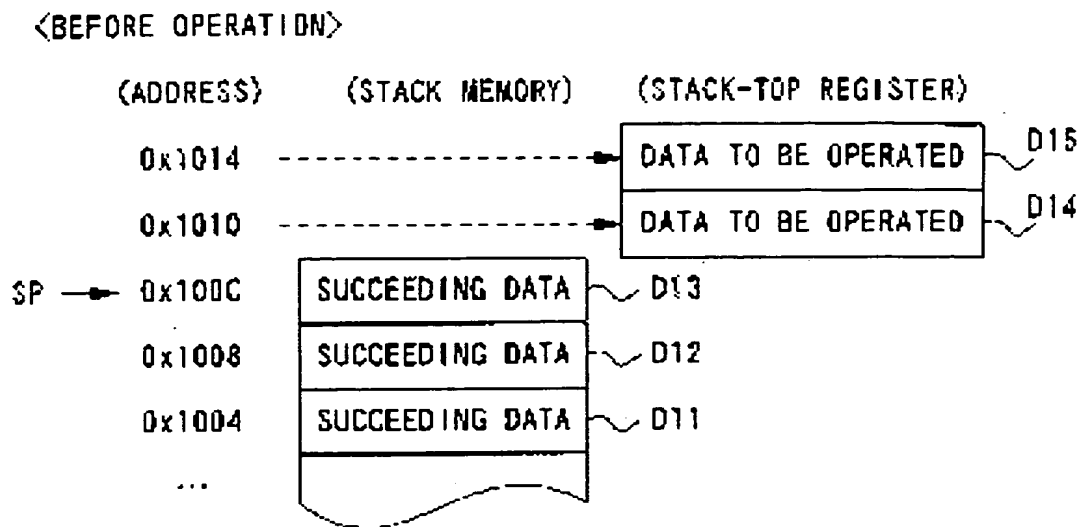 <BEFORE OPERATION>
(ADDRESS) (STACK MEMORY) (STACK-TOP REGISTER)
0x1014 DATA TO BE OPERATED D15
0x1010 DATA TO BE OPERATED D14
SP 0x100C SUCCEEDING DATA D13
0x1008 SUCCEEDING DATA D12
0x1004 SUCCEEDING DATA D11
...